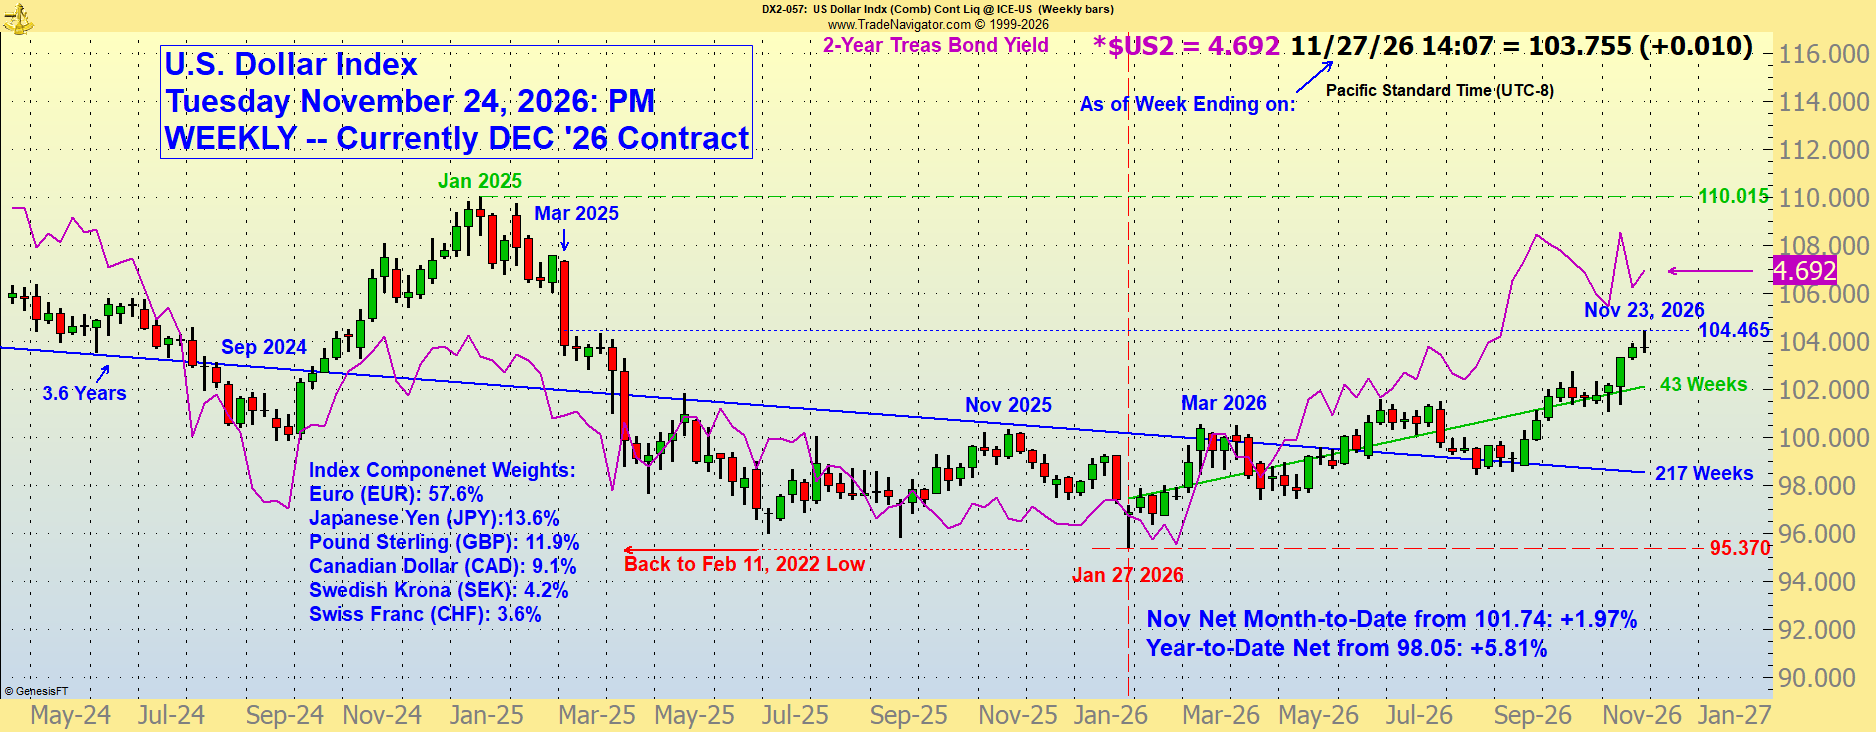 DX2-057: US Dollar Indx (Comb) Cont Liq @ ICE-US (Weekly bars)
www.TradeNavigator.com © 1999-2026
2-Year Treas Bond Yield *$US2 = 4.692 11/27/26 14:07 = 103.755 (+0.010)
U.S. Dollar Index
Tuesday November 24, 2026: PM
WEEKLY -- Currently DEC '26 Contract
As of Week Ending on:
Pacific Standard Time (UTC-8)
116.000
114.000
112.000
110.000
108.000
106.000
104.000
102.000
100.000
98.000
96.000
94.000
92.000
90.000
Jan 2025
110.015
Mar 2025
4.692
Nov 23, 2026
104.465
Sep 2024
3.6 Years
43 Weeks
Nov 2025
Mar 2026
217 Weeks
Index Componenet Weights:
Euro (EUR): 57.6%
Japanese Yen (JPY):13.6%
Pound Sterling (GBP): 11.9%
Canadian Dollar (CAD): 9.1%
Swedish Krona (SEK): 4.2%
Swiss Franc (CHF): 3.6%
95.370
Back to Feb 11, 2022 Low
Jan 27 2026
Nov Net Month-to-Date from 101.74: +1.97%
Year-to-Date Net from 98.05: +5.81%
© GenesisFT
May-24 Jul-24 Sep-24 Nov-24 Jan-25 Mar-25 May-25 Jul-25 Sep-25 Nov-25 Jan-26 Mar-26 May-26 Jul-26 Sep-26 Nov-26 Jan-27